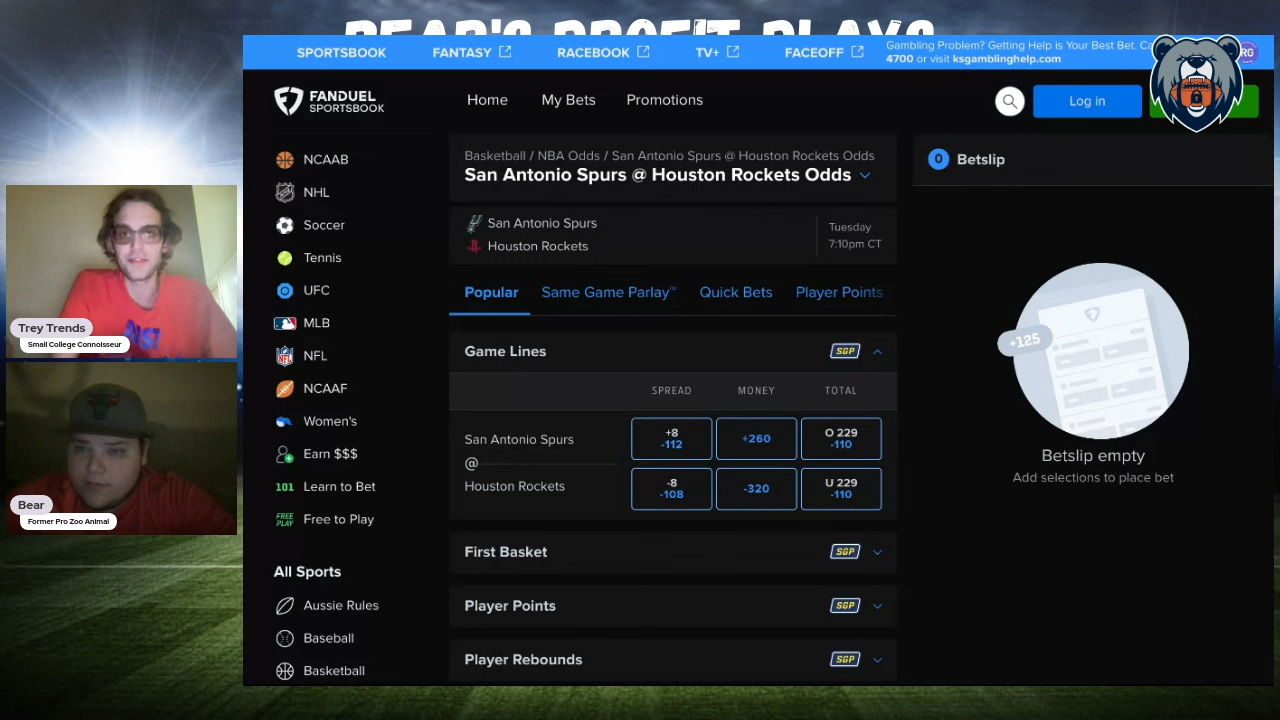 BEAR'S PROFIT PLAYS
SPORTSBOOK
FANTASY
RACEBOOK
TV+
FACEOFF
Gambling Problem? Getting Help is Your Best Bet.
4700 or visit ksgamblinghelp.com
RG
FANDUEL
SPORTSBOOK
Home
My Bets
Promotions
Log in
NCAAB
NHL
Soccer
Tennis
UFC
MLB
NFL
NCAAF
Women's
Earn $$$
101 Learn to Bet
FREE PLAY Free to Play
All Sports
Aussie Rules
Baseball
Basketball
Basketball / NBA Odds / San Antonio Spurs @ Houston Rockets Odds
San Antonio Spurs @ Houston Rockets Odds
San Antonio Spurs
Houston Rockets
Tuesday
7:10pm CT
Popular
Same Game Parlay™
Quick Bets
Player Points
Game Lines
SGP
SPREAD
MONEY
TOTAL
San Antonio Spurs
@
Houston Rockets
+8
-112
+260
O 229
-110
-8
-108
-320
U 229
-110
First Basket
SGP
Player Points
SGP
Player Rebounds
SGP
0 Betslip
+125
Betslip empty
Add selections to place bet
Trey Trends
Small College Connoisseur
Bear
Former Pro Zoo Animal